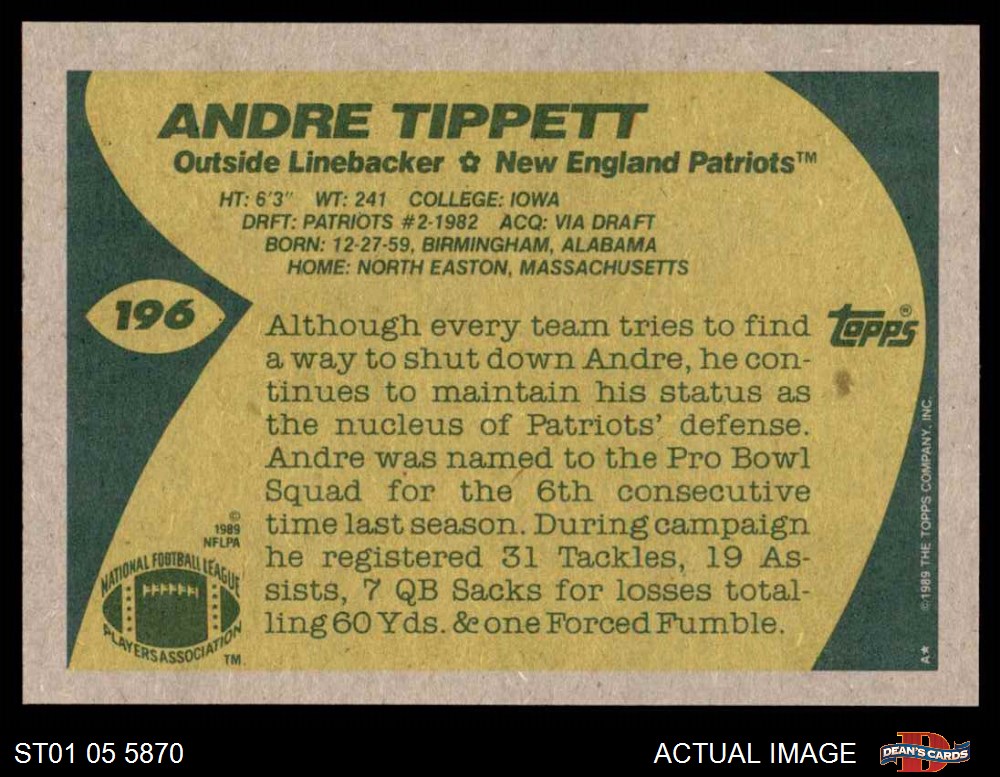 ANDRE TIPPETT
Outside Linebacker ✿ New England Patriots™
HT: 6'3" WT: 241 COLLEGE: IOWA
DRFT: PATRIOTS #2-1982 ACQ: VIA DRAFT
BORN: 12-27-59, BIRMINGHAM, ALABAMA
HOME: NORTH EASTON, MASSACHUSETTS
196
topps®
Although every team tries to find
a way to shut down Andre, he con-
tinues to maintain his status as
the nucleus of Patriots' defense.
Andre was named to the Pro Bowl
Squad for the 6th consecutive
time last season. During campaign
he registered 31 Tackles, 19 As-
sists, 7 QB Sacks for losses total-
ling 60 Yds. & one Forced Fumble.
©
1989
NFLPA
NATIONAL FOOTBALL LEAGUE
PLAYERS ASSOCIATION
™
©1989 THE TOPPS COMPANY, INC.
A★
ST01 05 5870
ACTUAL IMAGE
D
DEAN'S CARDS